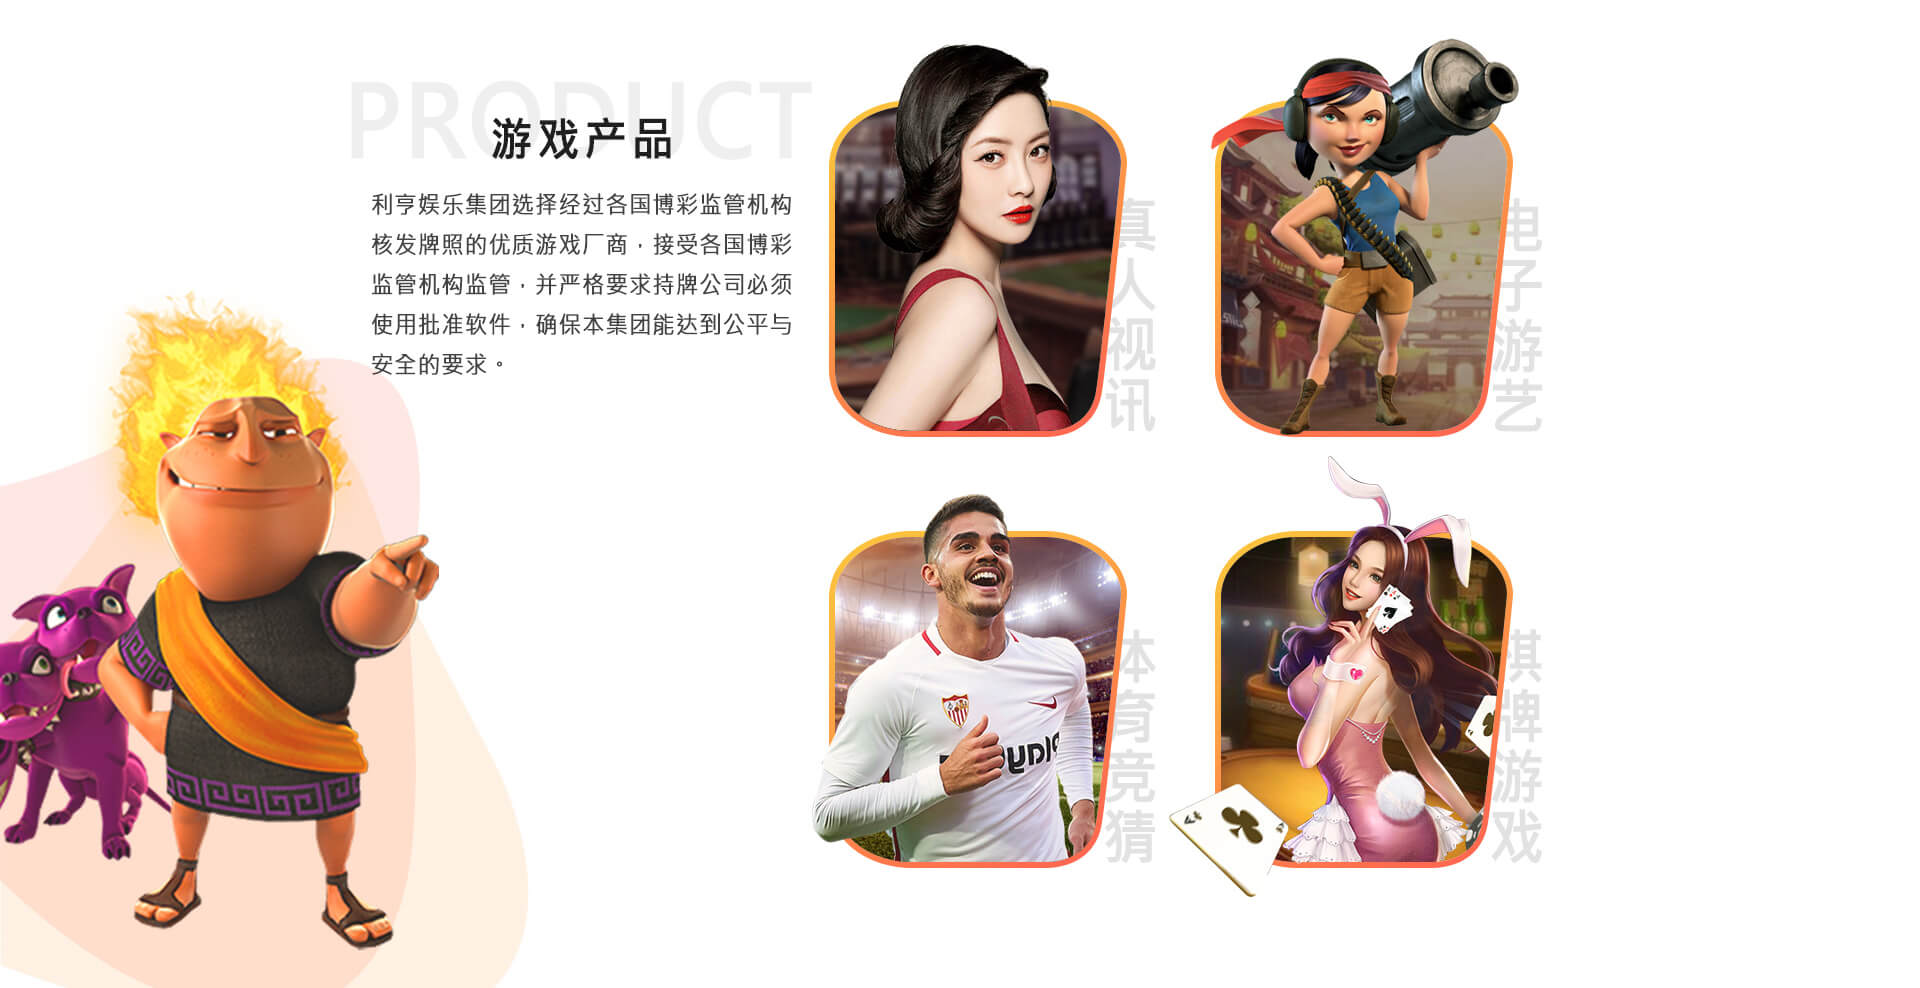 PRODUCT
游戏产品
利亨娱乐集团选择经过各国博彩监管机构
核发牌照的优质游戏厂商，接受各国博彩
监管机构监管，并严格要求持牌公司必须
使用批准软件，确保本集团能达到公平与
安全的要求。
真人视讯
电子游艺
体育竞猜
棋牌游戏